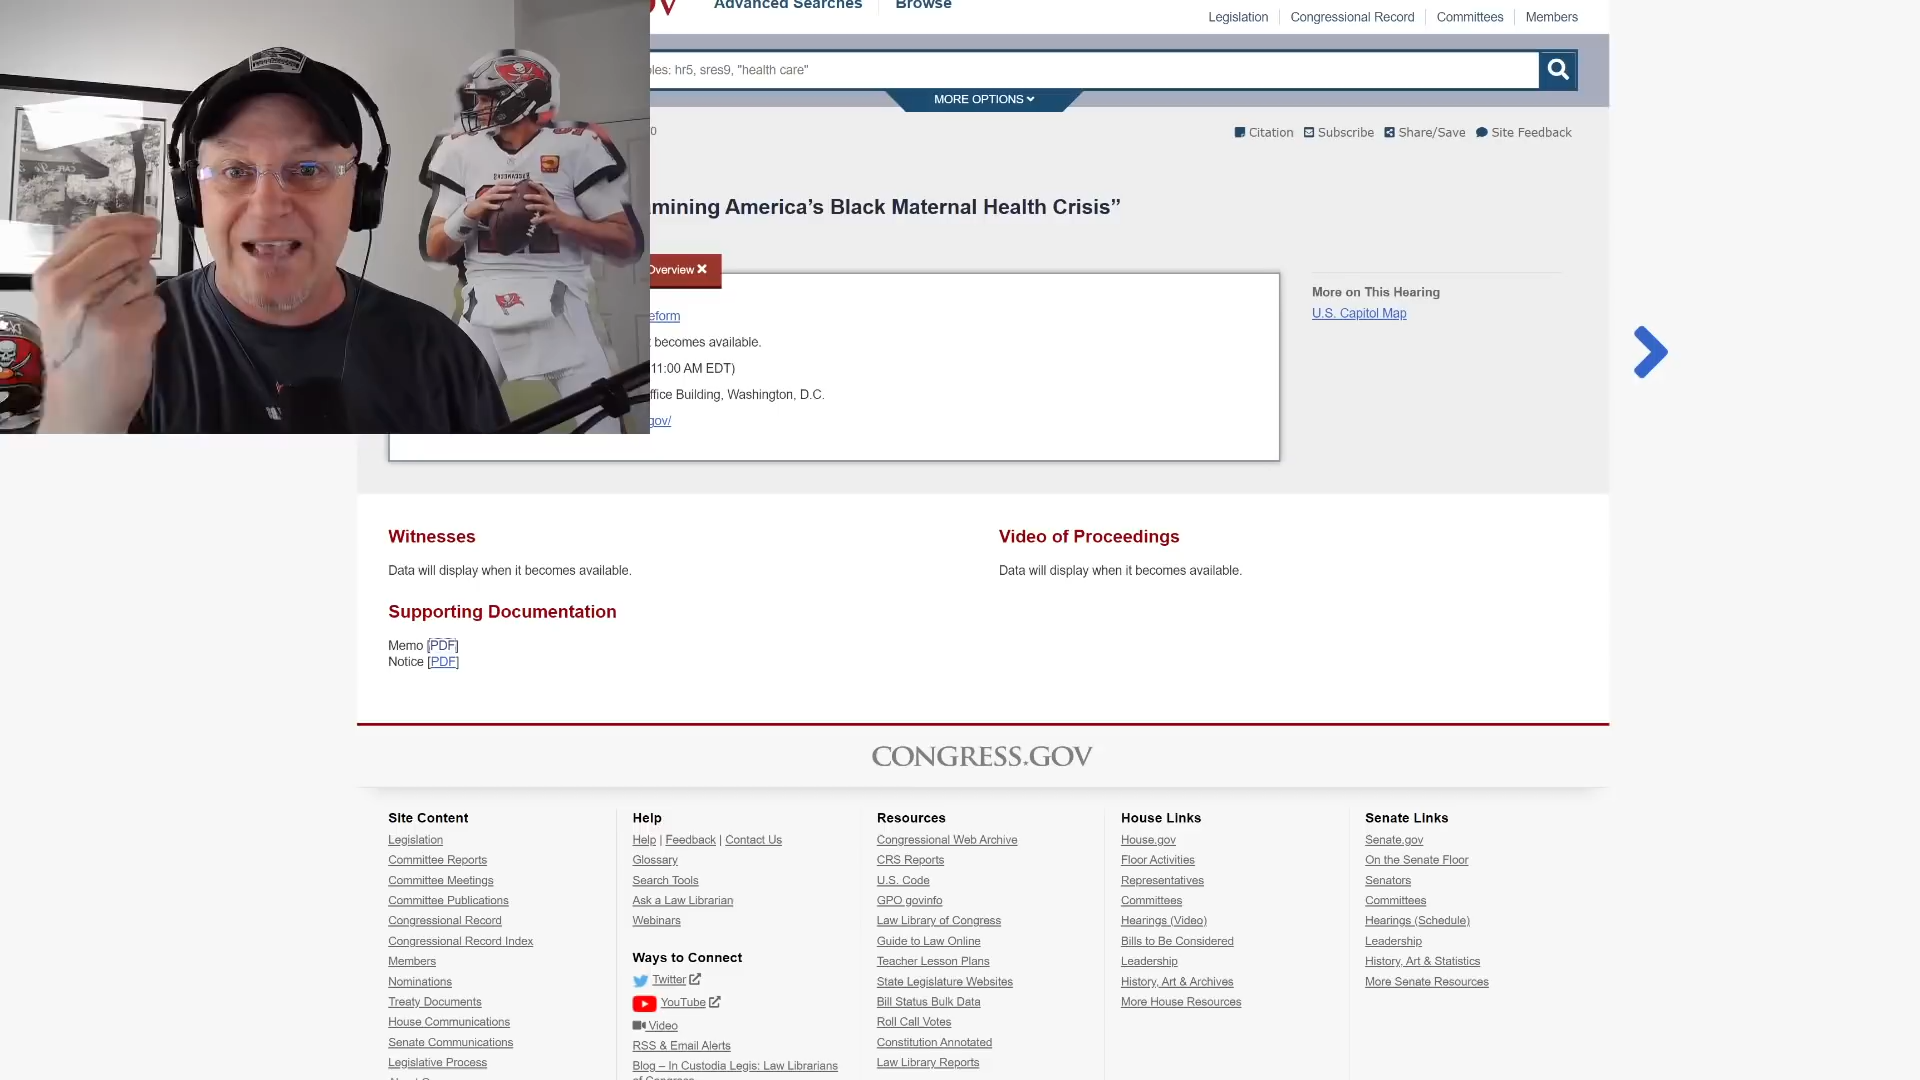 Advanced Searches Browse
Legislation Congressional Record Committees Members
hr5, sres9, "health care"
MORE OPTIONS
Citation Subscribe Share/Save Site Feedback
America’s Black Maternal Health Crisis”
Overview
More on This Hearing
U.S. Capitol Map
becomes available.
11:00 AM EDT)
Building, Washington, D.C.
gov/
BUCCANEERS
Witnesses
Data will display when it becomes available.
Video of Proceedings
Data will display when it becomes available.
Supporting Documentation
Memo [PDF]
Notice [PDF]
CONGRESS.GOV
Site Content
Legislation
Committee Reports
Committee Meetings
Committee Publications
Congressional Record
Congressional Record Index
Members
Nominations
Treaty Documents
House Communications
Senate Communications
Legislative Process
Help
Help | Feedback | Contact Us
Glossary
Search Tools
Ask a Law Librarian
Webinars
Ways to Connect
Twitter
YouTube
Video
RSS & Email Alerts
Blog – In Custodia Legis: Law Librarians
of Congress
Resources
Congressional Web Archive
CRS Reports
U.S. Code
GPO govinfo
Law Library of Congress
Guide to Law Online
Teacher Lesson Plans
State Legislature Websites
Bill Status Bulk Data
Roll Call Votes
Constitution Annotated
Law Library Reports
House Links
House.gov
Floor Activities
Representatives
Committees
Hearings (Video)
Bills to Be Considered
Leadership
History, Art & Archives
More House Resources
Senate Links
Senate.gov
On the Senate Floor
Senators
Committees
Hearings (Schedule)
Leadership
History, Art & Statistics
More Senate Resources